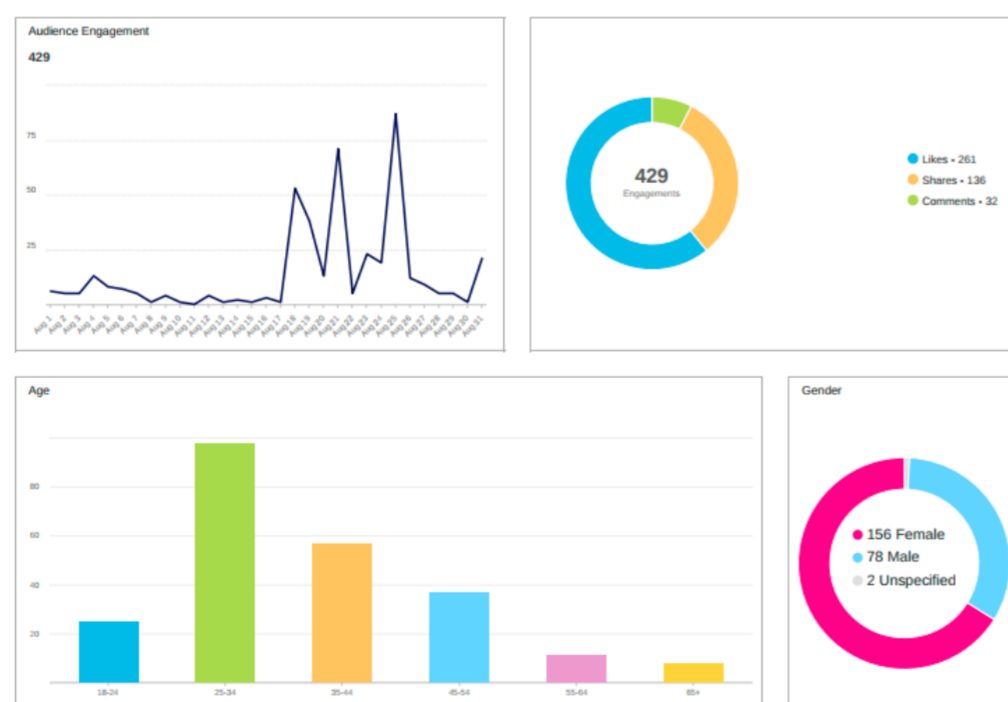 Audience Engagement
429
75
50
25
Aug 1 Aug 2 Aug 3 Aug 4 Aug 5 Aug 6 Aug 7 Aug 8 Aug 9 Aug 10 Aug 11 Aug 12 Aug 13 Aug 14 Aug 15 Aug 16 Aug 17 Aug 18 Aug 19 Aug 20 Aug 21 Aug 22 Aug 23 Aug 24 Aug 25 Aug 26 Aug 27 Aug 28 Aug 29 Aug 30 Aug 31
429
Engagements
Likes • 261
Shares • 136
Comments • 32
Age
80
60
40
20
18-24 25-34 35-44 45-54 55-64 65+
Gender
156 Female
78 Male
2 Unspecified